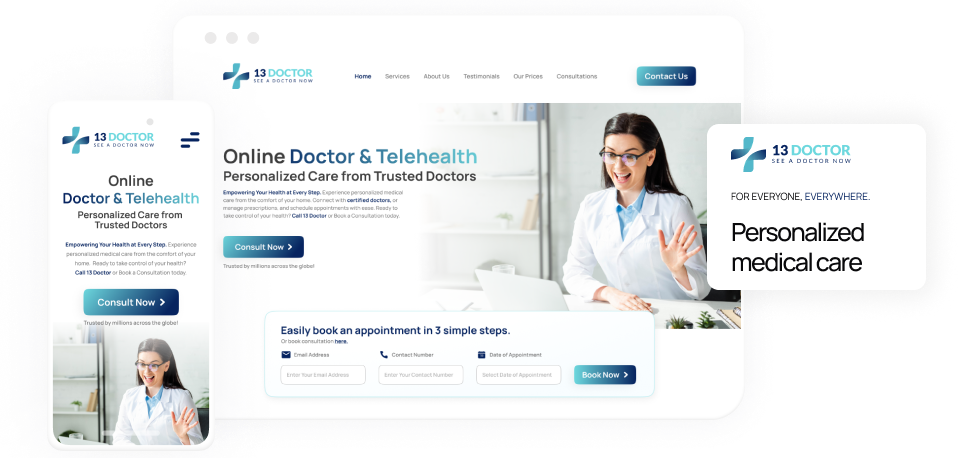 13 DOCTOR
SEE A DOCTOR NOW
Home Services About Us Testimonials Our Prices Consultations
Contact Us
Online Doctor & Telehealth
Personalized Care from Trusted Doctors
Empowering Your Health at Every Step. Experience personalized medical
care from the comfort of your home. Connect with certified doctors, or
manage prescriptions, and schedule appointments with ease. Ready to
take control of your health? Call 13 Doctor or Book a Consultation today.
Consult Now
Trusted by millions across the globe!
Easily book an appointment in 3 simple steps.
Or book consultation here.
Email Address Contact Number Date of Appointment
Enter Your Email Address Enter Your Contact Number Select Date of Appointment Book Now
13 DOCTOR
SEE A DOCTOR NOW
Online
Doctor & Telehealth
Personalized Care from
Trusted Doctors
Empowering Your Health at Every Step. Experience
personalized medical care from the comfort of your
home. Ready to take control of your health?
Call 13 Doctor or Book a Consultation today.
Consult Now
Trusted by millions across the globe!
13 DOCTOR
SEE A DOCTOR NOW
FOR EVERYONE, EVERYWHERE.
Personalized
medical care